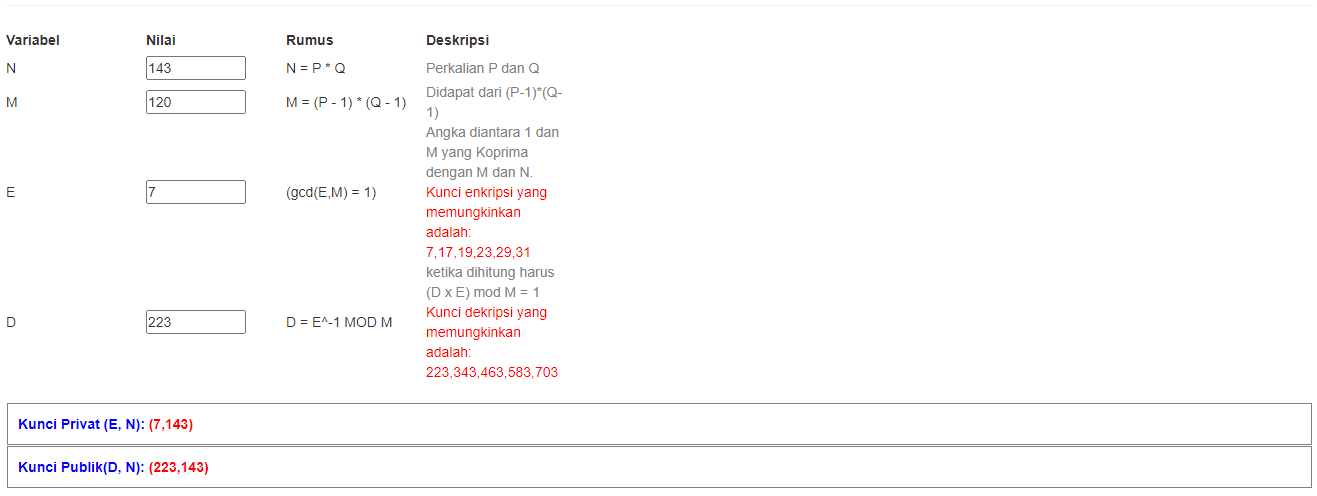 Variabel Nilai Rumus Deskripsi
N 143 N = P * Q Perkalian P dan Q
M 120 M = (P - 1) * (Q - 1) Didapat dari (P-1)*(Q-
1)
E 7 (gcd(E,M) = 1) Angka diantara 1 dan
M yang Koprima
dengan M dan N.
Kunci enkripsi yang
memungkinkan
adalah:
7,17,19,23,29,31
D 223 D = E^-1 MOD M ketika dihitung harus
(D x E) mod M = 1
Kunci dekripsi yang
memungkinkan
adalah:
223,343,463,583,703
Kunci Privat (E, N): (7,143)
Kunci Publik(D, N): (223,143)